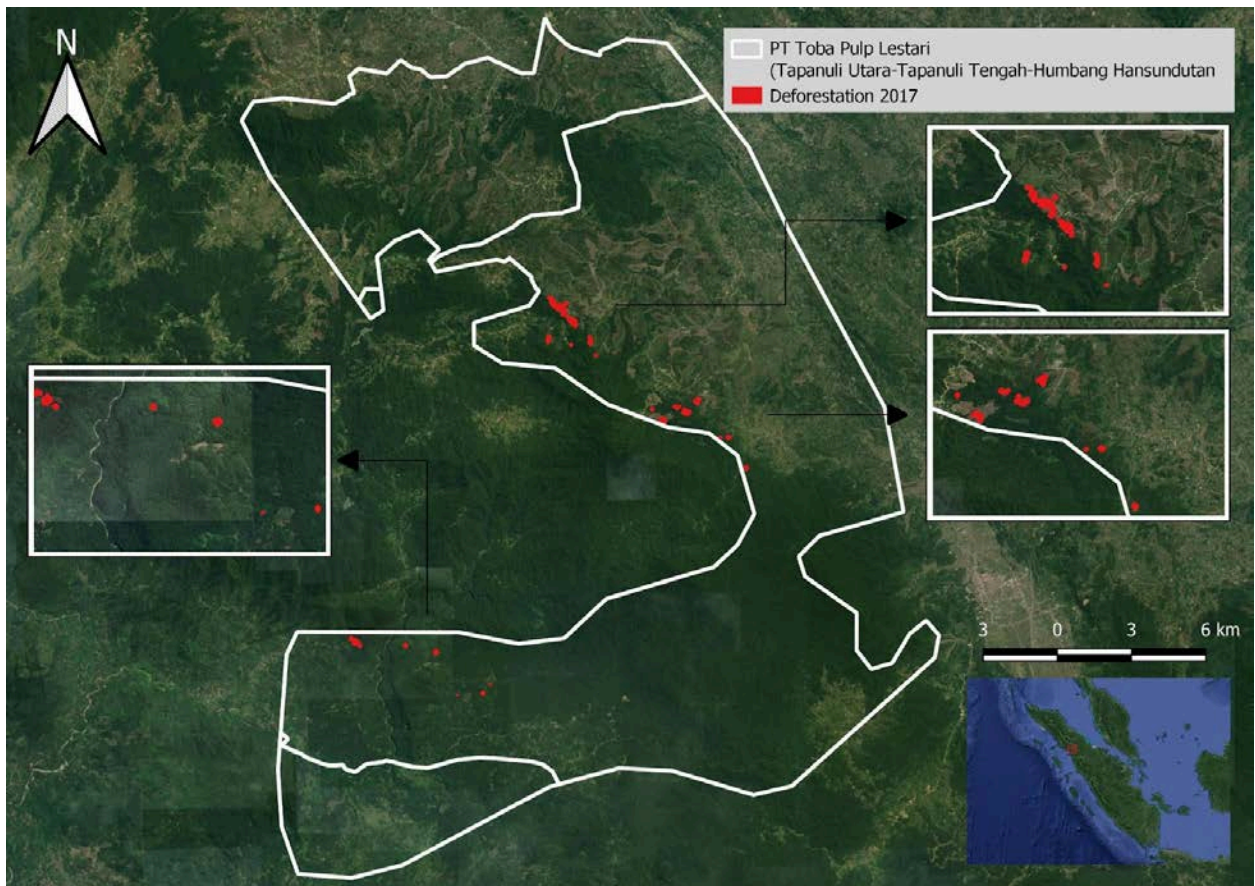 N
PT Toba Pulp Lestari
(Tapanuli Utara-Tapanuli Tengah-Humbang Hansundutan
Deforestation 2017
3 0 3 6 km